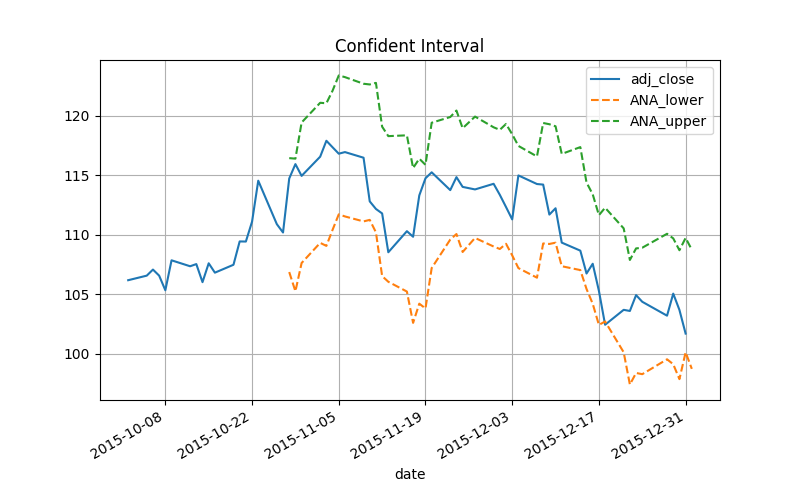 Confident Interval
adj_close
ANA_lower
ANA_upper
120
115
110
105
100
2015-10-08
2015-10-22
2015-11-05
2015-11-19
2015-12-03
2015-12-17
2015-12-31
date